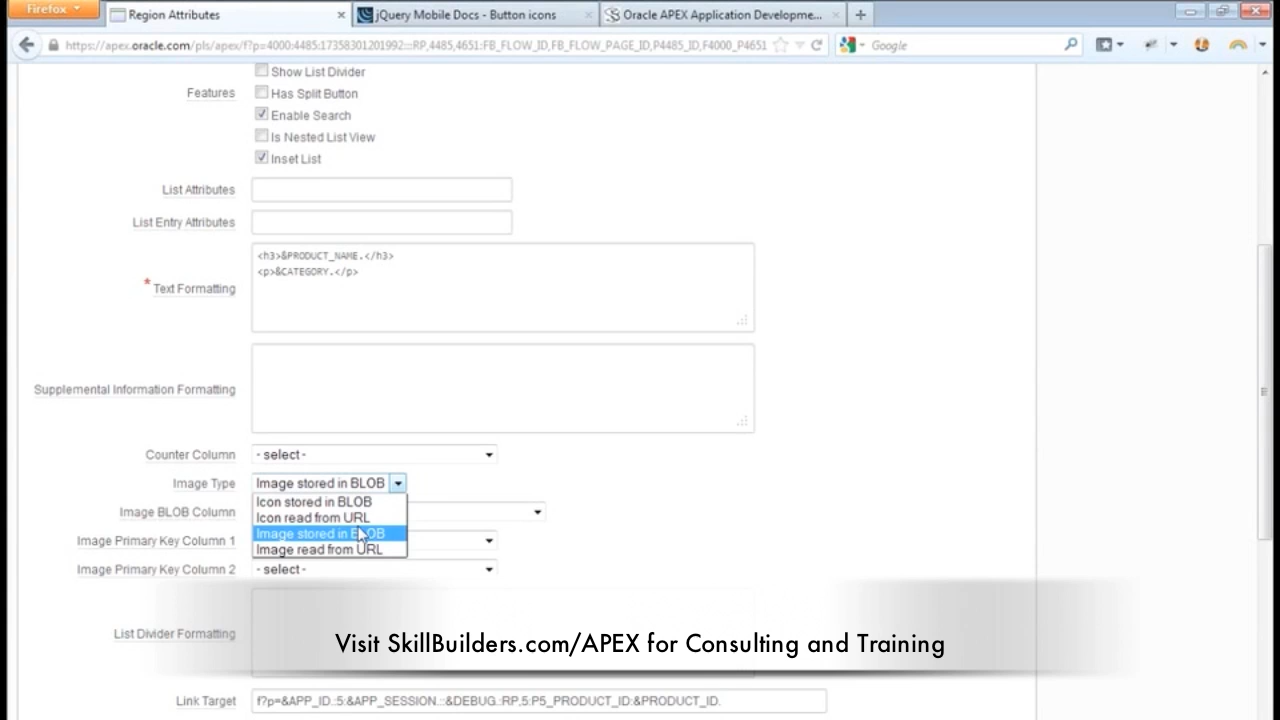 Firefox
Region Attributes
jQuery Mobile Docs - Button icons
Oracle APEX Application Developme...
https://apex.oracle.com/pls/apex/f?p=4000:4485:17358301201992::::RP,4485,4651:FB_FLOW_ID,FB_FLOW_PAGE_ID,P4485_ID,F4000_P4651
Google
Show List Divider
Features
Has Split Button
Enable Search
Is Nested List View
Inset List
List Attributes
List Entry Attributes
<h3>&PRODUCT_NAME.</h3>
<p>&CATEGORY.</p>
* Text Formatting
Supplemental Information Formatting
Counter Column - select -
Image Type Image stored in BLOB
Icon stored in BLOB
Image BLOB Column
Icon read from URL
Image stored in BLOB
Image Primary Key Column 1
Image read from URL
Image Primary Key Column 2 - select -
List Divider Formatting
Visit SkillBuilders.com/APEX for Consulting and Training
Link Target f?p=&APP_ID.:5:&APP_SESSION.::&DEBUG.:RP,5:P5_PRODUCT_ID:&PRODUCT_ID.